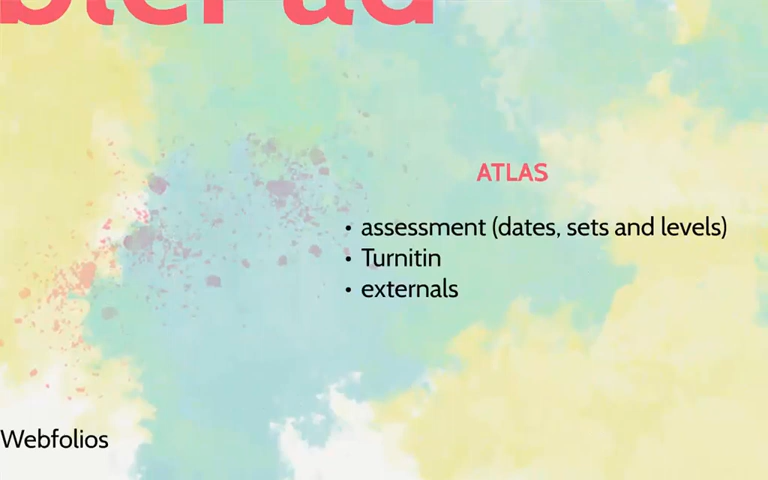 ATLAS
• assessment (dates, sets and levels)
• Turnitin
• externals
Webfolios